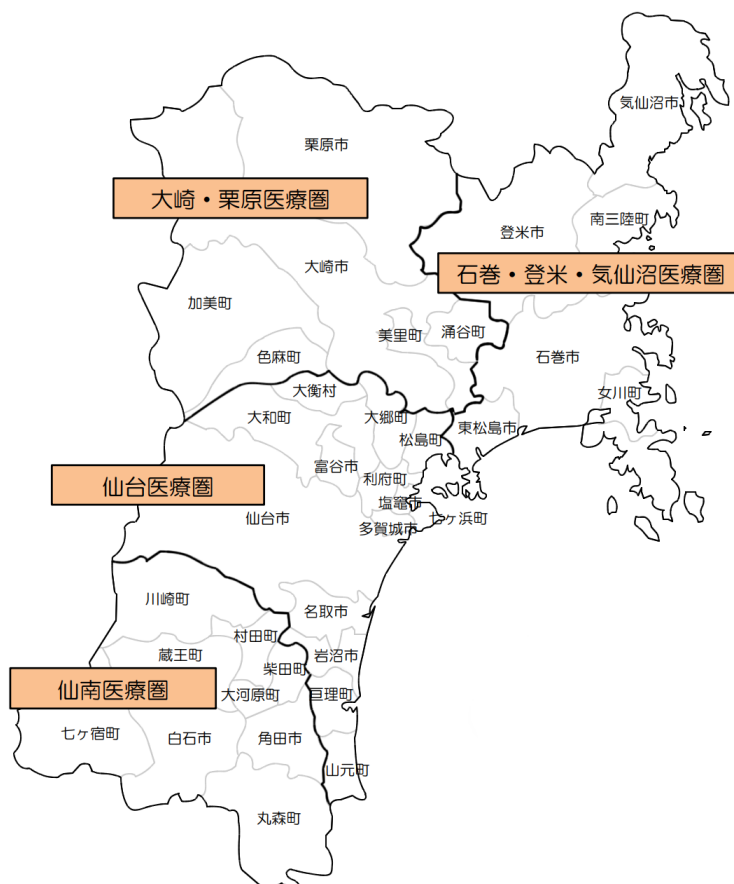 気仙沼市
栗原市
大崎・栗原医療圏
登米市
南三陸町
大崎市
石巻・登米・気仙沼医療圏
加美町
美里町
涌谷町
色麻町
石巻市
大衡村
女川町
大和町
大郷町
東松島市
松島町
富谷市
利府町
仙台医療圏
塩竈市
仙台市
七ヶ浜町
多賀城市
川崎町
名取市
村田町
蔵王町
岩沼市
柴田町
仙南医療圏
大河原町
亘理町
七ヶ宿町
白石市
角田市
山元町
丸森町